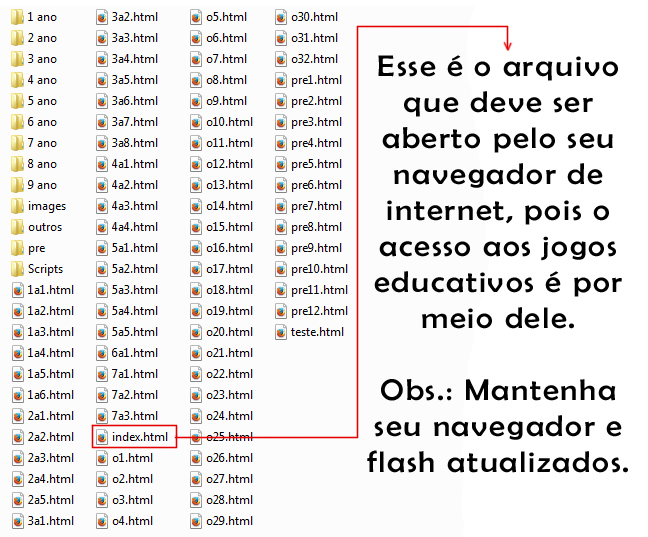 1 ano
2 ano
3 ano
4 ano
5 ano
6 ano
7 ano
8 ano
9 ano
images
outros
pre
Scripts
1a1.html
1a2.html
1a3.html
1a4.html
1a5.html
1a6.html
2a1.html
2a2.html
2a3.html
2a4.html
2a5.html
3a1.html
3a2.html
3a3.html
3a4.html
3a5.html
3a6.html
3a7.html
3a8.html
4a1.html
4a2.html
4a3.html
4a4.html
5a1.html
5a2.html
5a3.html
5a4.html
5a5.html
6a1.html
7a1.html
7a2.html
7a3.html
index.html
o1.html
o2.html
o3.html
o4.html
o5.html
o6.html
o7.html
o8.html
o9.html
o10.html
o11.html
o12.html
o13.html
o14.html
o15.html
o16.html
o17.html
o18.html
o19.html
o20.html
o21.html
o22.html
o23.html
o24.html
o25.html
o26.html
o27.html
o28.html
o29.html
o30.html
o31.html
o32.html
pre1.html
pre2.html
pre3.html
pre4.html
pre5.html
pre6.html
pre7.html
pre8.html
pre9.html
pre10.html
pre11.html
pre12.html
teste.html
Esse é o arquivo
que deve ser
aberto pelo seu
navegador de
internet, pois o
acesso aos jogos
educativos é por
meio dele.
Obs.: Mantenha
seu navegador e
flash atualizados.